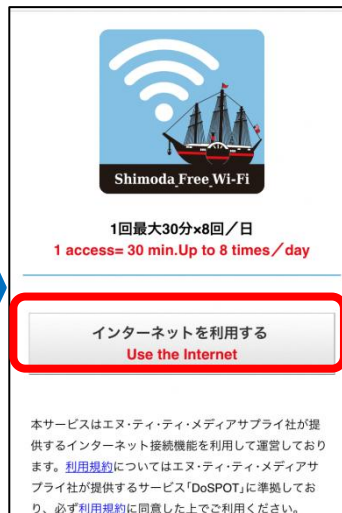 Shimoda Free Wi-Fi
1回最大30分×8回／日
1 access= 30 min.Up to 8 times／day
インターネットを利用する
Use the Internet
本サービスはエヌ･ティ･ティ･メディアサプライ社が提
供するインターネット接続機能を利用して運営しており
ます。利用規約についてはエヌ･ティ･ティ･メディアサ
プライ社が提供するサービス｢DoSPOT｣に準拠してお
り、必ず利用規約に同意した上でご利用ください。